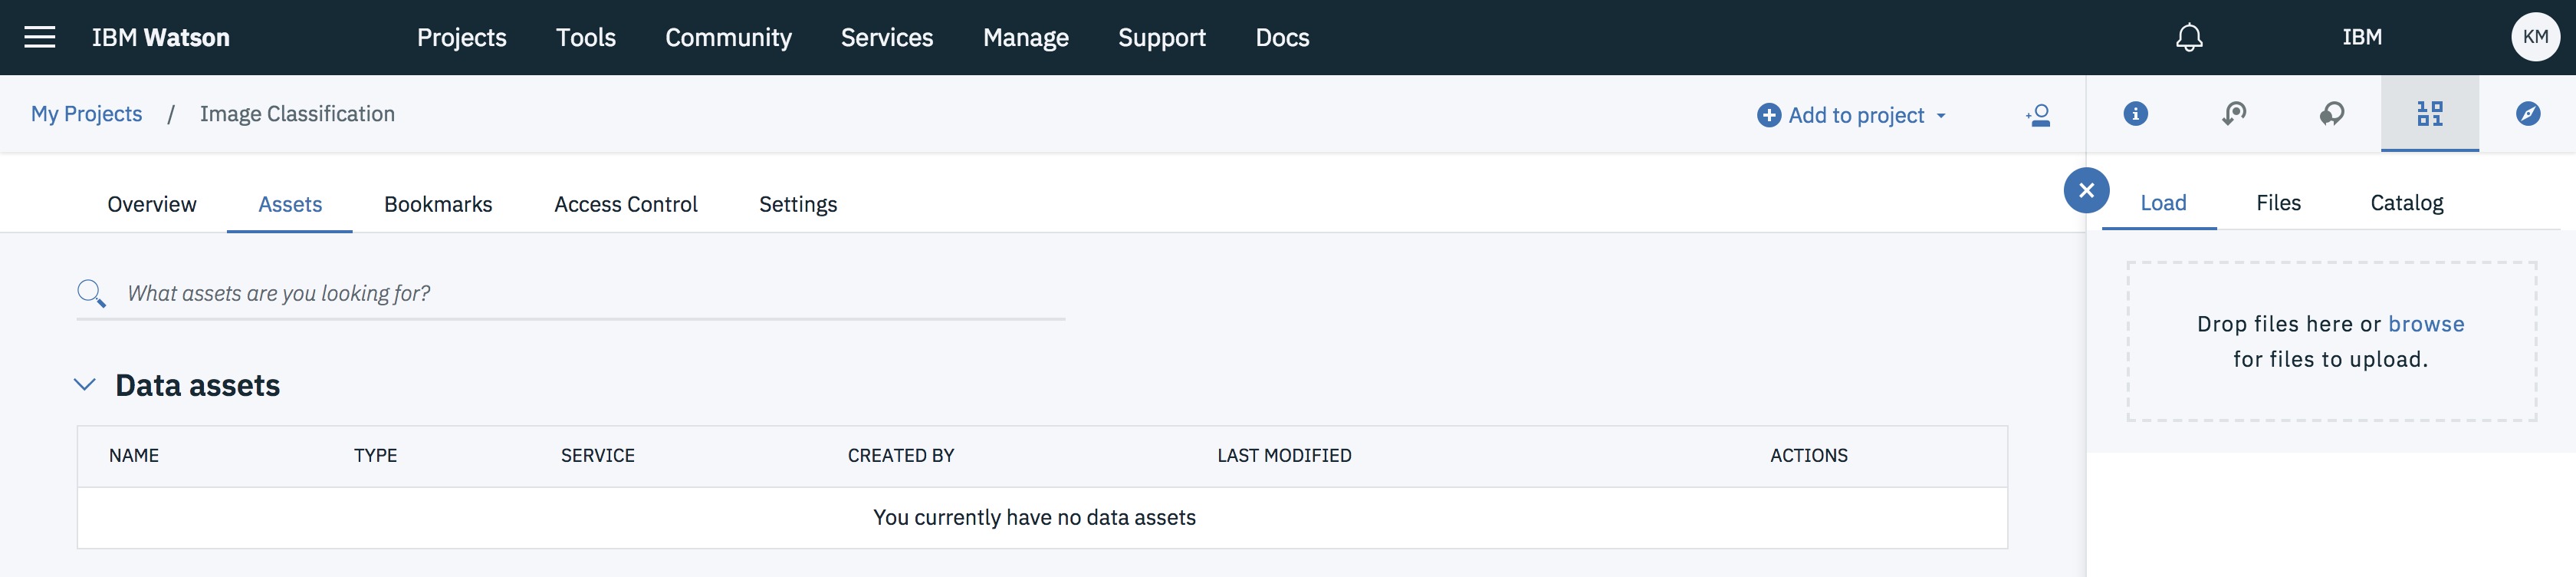 IBM Watson Projects Tools Community Services Manage Support Docs IBM KM
My Projects / Image Classification Add to project
Overview Assets Bookmarks Access Control Settings
Load Files Catalog
What assets are you looking for?
Drop files here or browse
for files to upload.
Data assets
NAME TYPE SERVICE CREATED BY LAST MODIFIED ACTIONS
You currently have no data assets